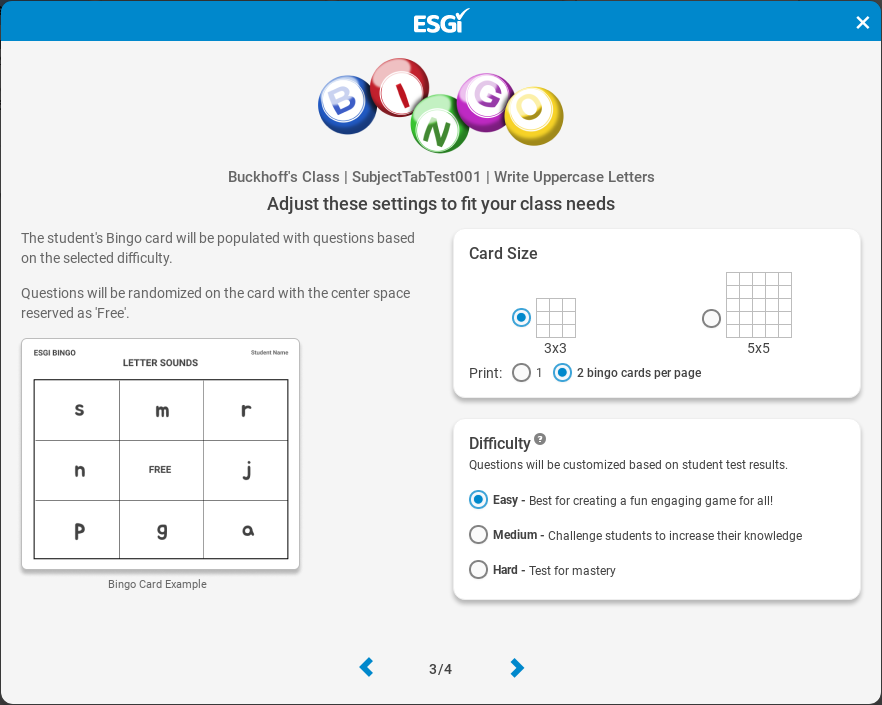 ESGI
B I N G O
Buckhoff's Class | SubjectTabTest001 | Write Uppercase Letters
Adjust these settings to fit your class needs
The student's Bingo card will be populated with questions based
on the selected difficulty.
Questions will be randomized on the card with the center space
reserved as 'Free'.
ESGI BINGO
Student Name
LETTER SOUNDS
s m r
n FREE j
p g a
Bingo Card Example
Card Size
3x3
5x5
Print: 1 2 bingo cards per page
Difficulty ?
Questions will be customized based on student test results.
Easy - Best for creating a fun engaging game for all!
Medium - Challenge students to increase their knowledge
Hard - Test for mastery
3/4